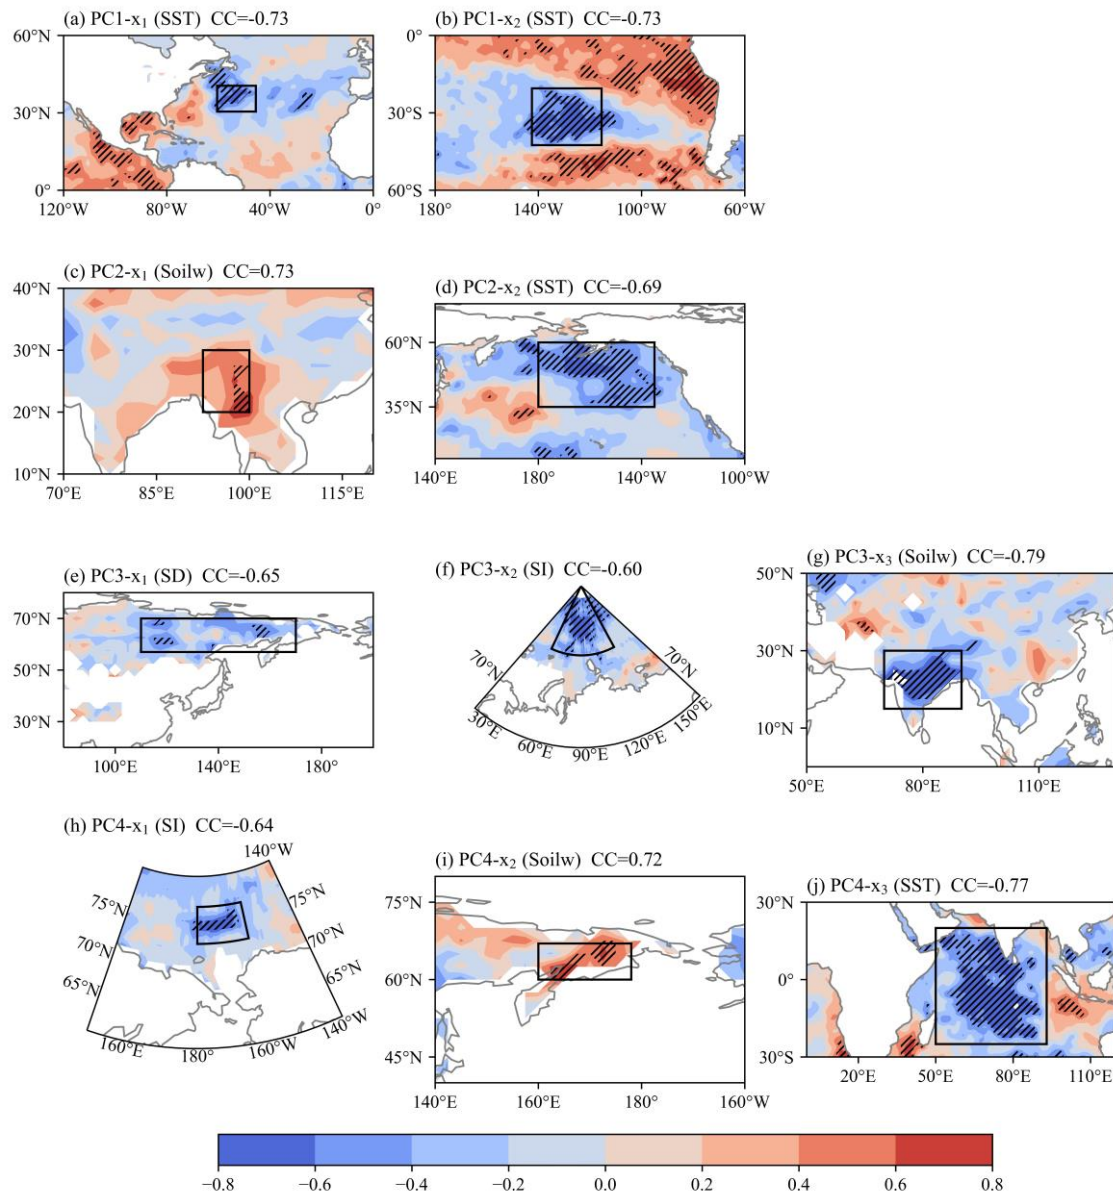 (a) PC1-x₁ (SST) CC=-0.73
60°N
30°N
0°
120°W 80°W 40°W 0°
(b) PC1-x₂ (SST) CC=-0.73
0°
30°S
60°S
180° 140°W 100°W 60°W
(c) PC2-x₁ (Soilw) CC=0.73
40°N
30°N
20°N
10°N
70°E 85°E 100°E 115°E
(d) PC2-x₂ (SST) CC=-0.69
60°N
35°N
140°E 180° 140°W 100°W
(e) PC3-x₁ (SD) CC=-0.65
70°N
50°N
30°N
100°E 140°E 180°
(f) PC3-x₂ (SI) CC=-0.60
70°N 70°N
30°E 60°E 90°E 120°E 150°E
(g) PC3-x₃ (Soilw) CC=-0.79
50°N
30°N
10°N
50°E 80°E 110°E
(h) PC4-x₁ (SI) CC=-0.64
140°W
75°N 75°N
70°N 70°N
65°N 65°N
160°E 180° 160°W 140°W
(i) PC4-x₂ (Soilw) CC=0.72
75°N
60°N
45°N
140°E 160°E 180° 160°W
(j) PC4-x₃ (SST) CC=-0.77
30°N
0°
30°S
20°E 50°E 80°E 110°E
−0.8 −0.6 −0.4 −0.2 0.0 0.2 0.4 0.6 0.8